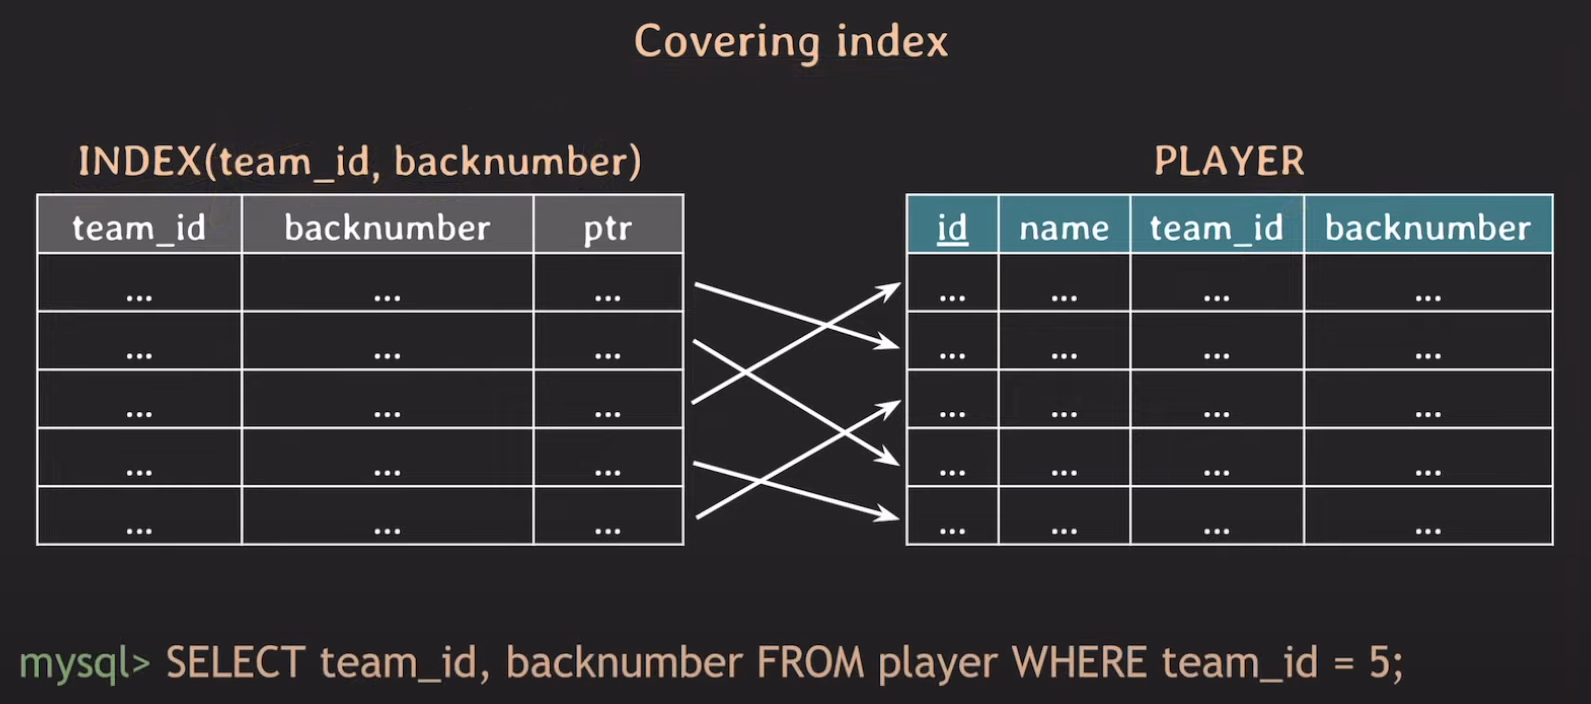 Covering index
INDEX(team_id, backnumber)
team_id backnumber ptr
... ... ...
... ... ...
... ... ...
... ... ...
... ... ...
PLAYER
id name team_id backnumber
... ... ... ...
... ... ... ...
... ... ... ...
... ... ... ...
... ... ... ...
mysql> SELECT team_id, backnumber FROM player WHERE team_id = 5;